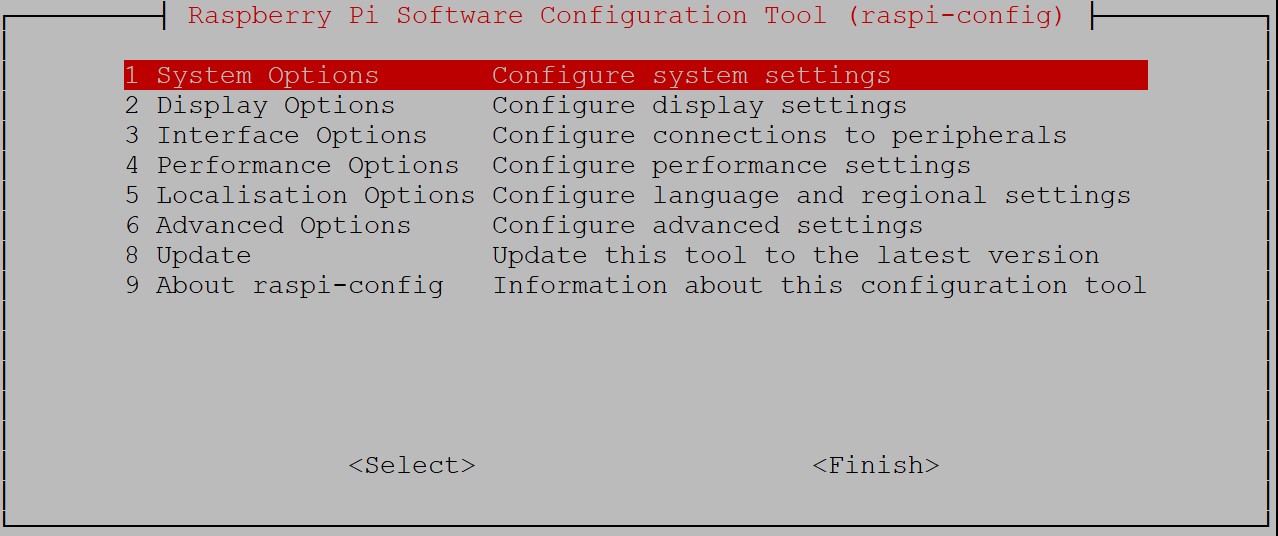 Raspberry Pi Software Configuration Tool (raspi-config)
1 System Options Configure system settings
2 Display Options Configure display settings
3 Interface Options Configure connections to peripherals
4 Performance Options Configure performance settings
5 Localisation Options Configure language and regional settings
6 Advanced Options Configure advanced settings
8 Update Update this tool to the latest version
9 About raspi-config Information about this configuration tool
<Select> <Finish>